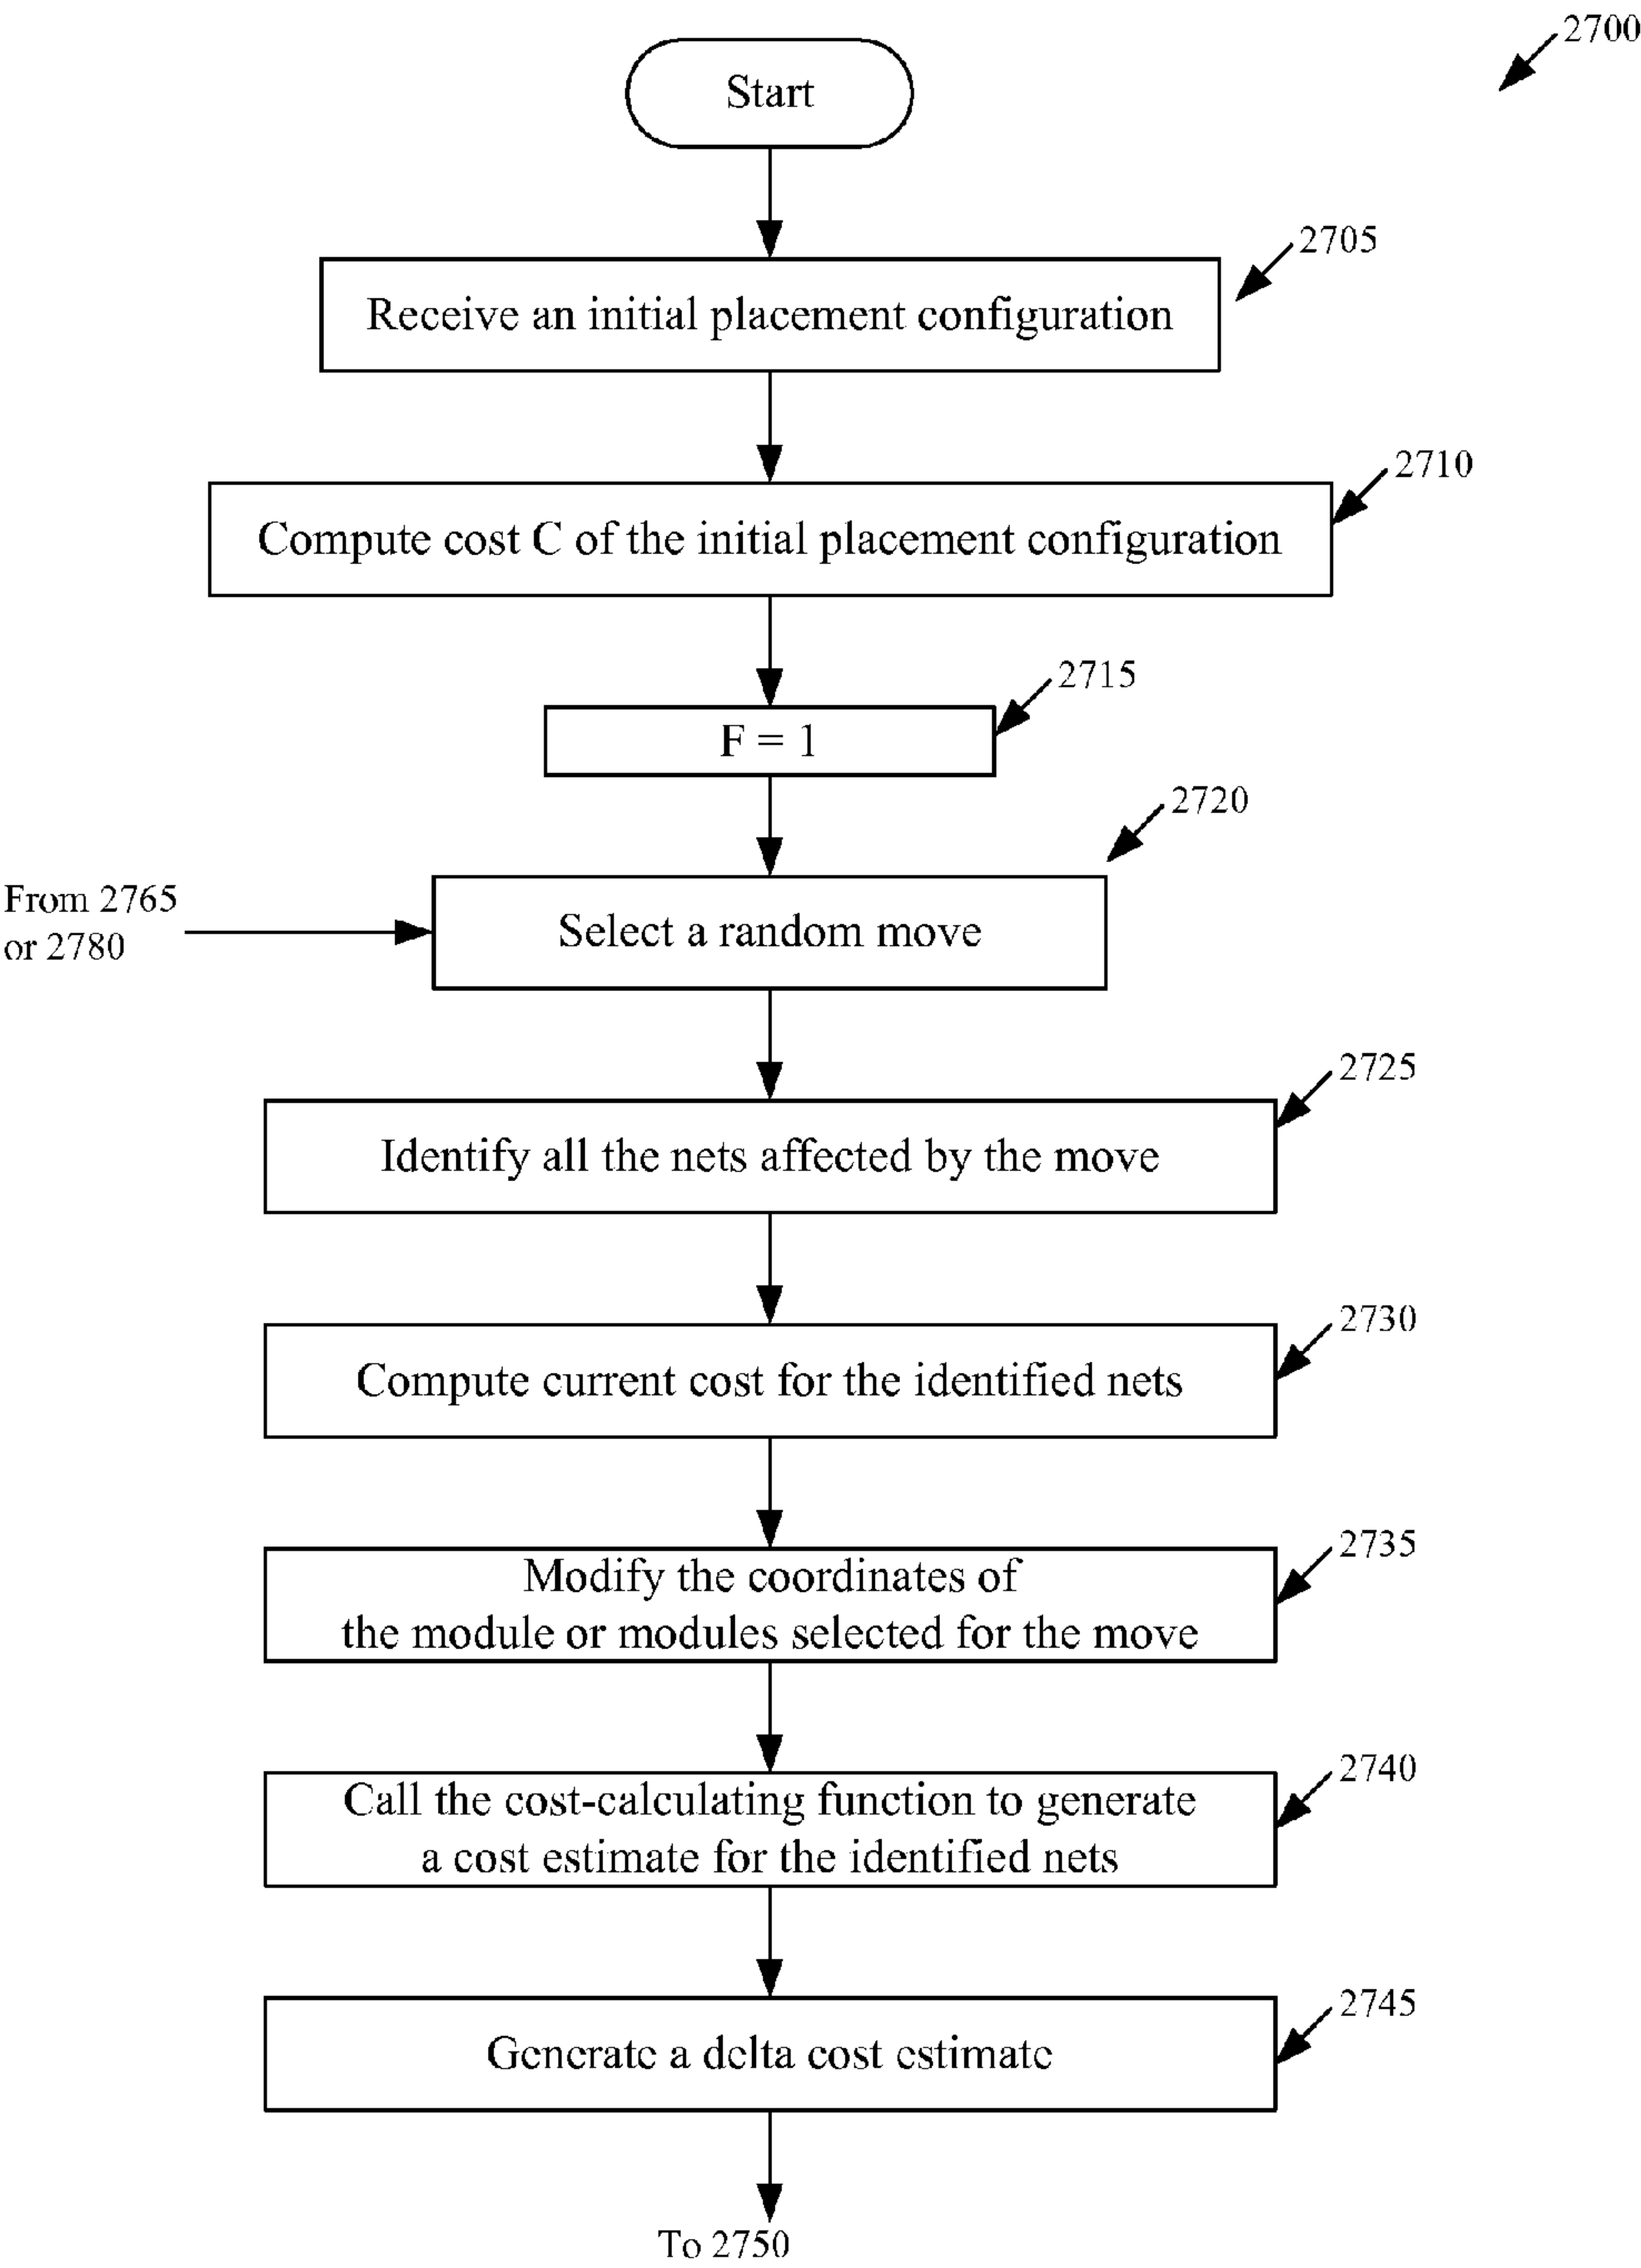 2700
Start
2705
Receive an initial placement configuration
2710
Compute cost C of the initial placement configuration
2715
F = 1
2720
From 2765
or 2780
Select a random move
2725
Identify all the nets affected by the move
2730
Compute current cost for the identified nets
2735
Modify the coordinates of
the module or modules selected for the move
2740
Call the cost-calculating function to generate
a cost estimate for the identified nets
2745
Generate a delta cost estimate
To 2750